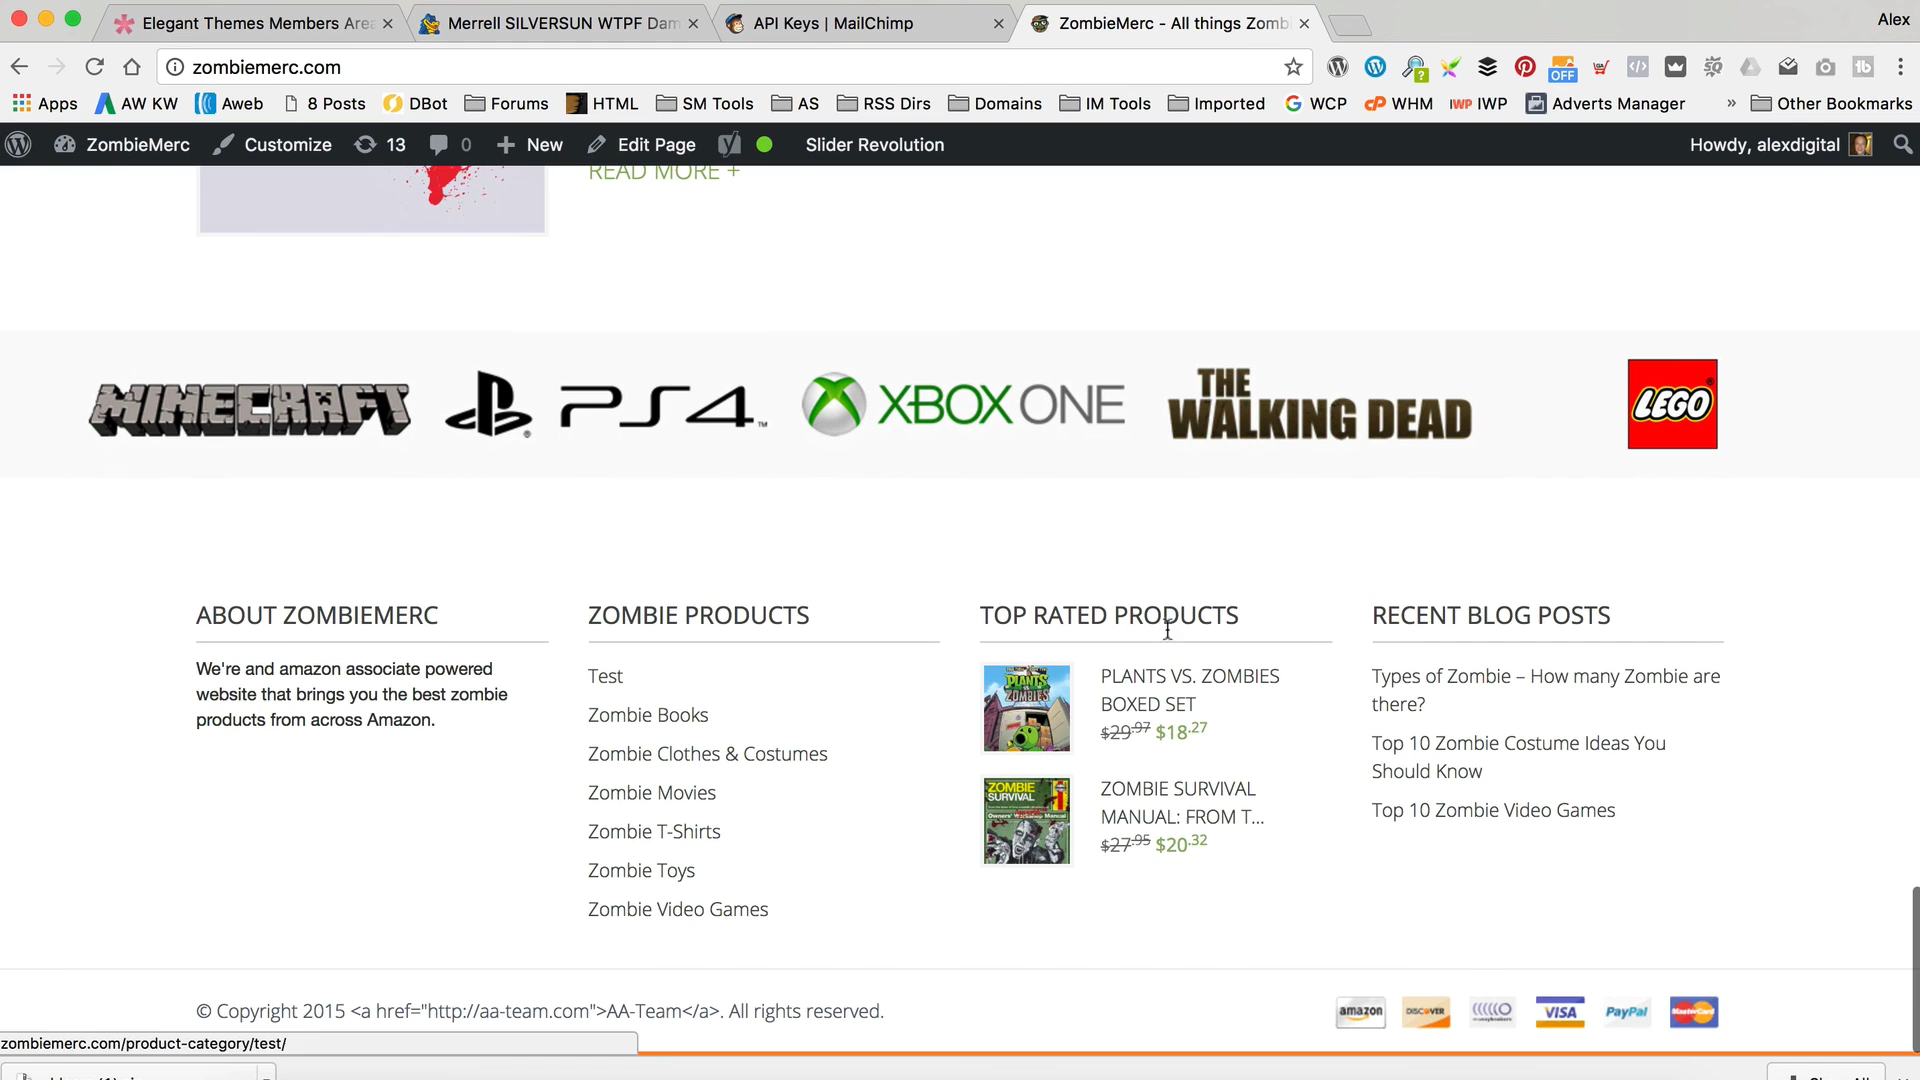 Elegant Themes Members Area
Merrell SILVERSUN WTPF Dam
API Keys | MailChimp
ZombieMerc - All things Zomb
Alex
zombiemerc.com
OFF
Apps
AW KW
Aweb
8 Posts
DBot
Forums
HTML
SM Tools
AS
RSS Dirs
Domains
IM Tools
Imported
WCP
WHM
IWP
Adverts Manager
»
Other Bookmarks
ZombieMerc
Customize
13
0
New
Edit Page
Slider Revolution
Howdy, alexdigital
READ MORE +
MINECRAFT
PS4™
XBOX ONE
THE
WALKING DEAD
LEGO
ABOUT ZOMBIEMERC
We're and amazon associate powered
website that brings you the best zombie
products from across Amazon.
ZOMBIE PRODUCTS
Test
Zombie Books
Zombie Clothes & Costumes
Zombie Movies
Zombie T-Shirts
Zombie Toys
Zombie Video Games
TOP RATED PRODUCTS
PLANTS VS. ZOMBIES
BOXED SET
$29.97 $18.27
ZOMBIE
SURVIVAL
ZOMBIE SURVIVAL
MANUAL: FROM T...
$27.95 $20.32
RECENT BLOG POSTS
Types of Zombie – How many Zombie are
there?
Top 10 Zombie Costume Ideas You
Should Know
Top 10 Zombie Video Games
© Copyright 2015 <a href="http://aa-team.com">AA-Team</a>. All rights reserved.
amazon
DISCOVER
VISA
PayPal
MasterCard
zombiemerc.com/product-category/test/